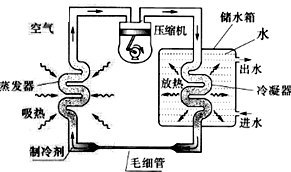 储水箱
空气
压缩机
水
出水
蒸发器
放热
冷凝器
吸热
进水
制冷剂
毛细管